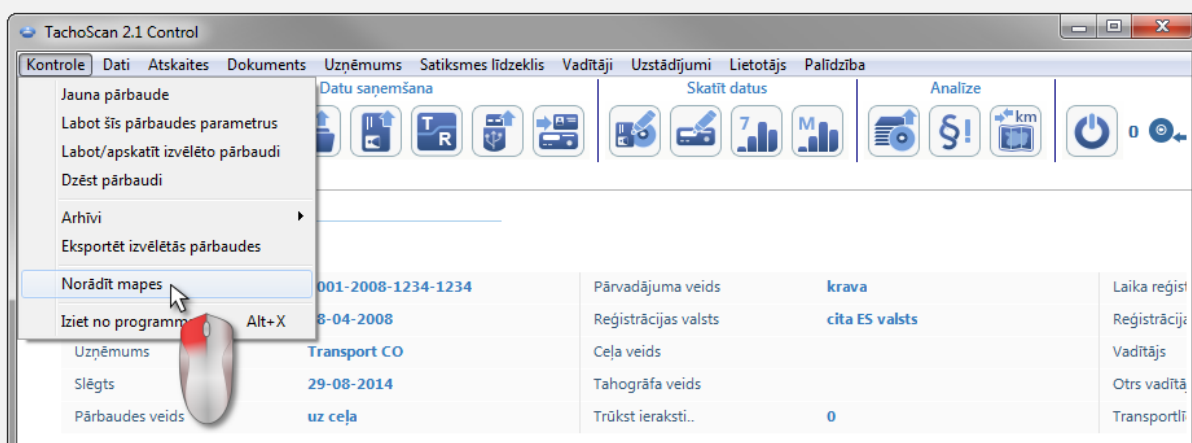 TachoScan 2.1 Control
Kontrole Dati Atskaites Dokuments Uzņēmums Satiksmes līdzeklis Vadītāji Uzstādījumi Lietotājs Palīdzība
Jauna pārbaude
Labot šīs pārbaudes parametrus
Labot/apskatīt izvēlēto pārbaudi
Dzēst pārbaudi
Arhīvi
Eksportēt izvēlētās pārbaudes
Norādīt mapes
Iziet no programm Alt+X
Datu saņemšana Skatīt datus Analīze
T R 7 M §! km 0
001-2008-1234-1234 Pārvadājuma veids krava Laika reģist
8-04-2008 Reģistrācijas valsts cita ES valsts Reģistrācija
Uzņēmums Transport CO Ceļa veids Vadītājs
Slēgts 29-08-2014 Tahogrāfa veids Otrs vadītā
Pārbaudes veids uz ceļa Trūkst ieraksti.. 0 Transportlī